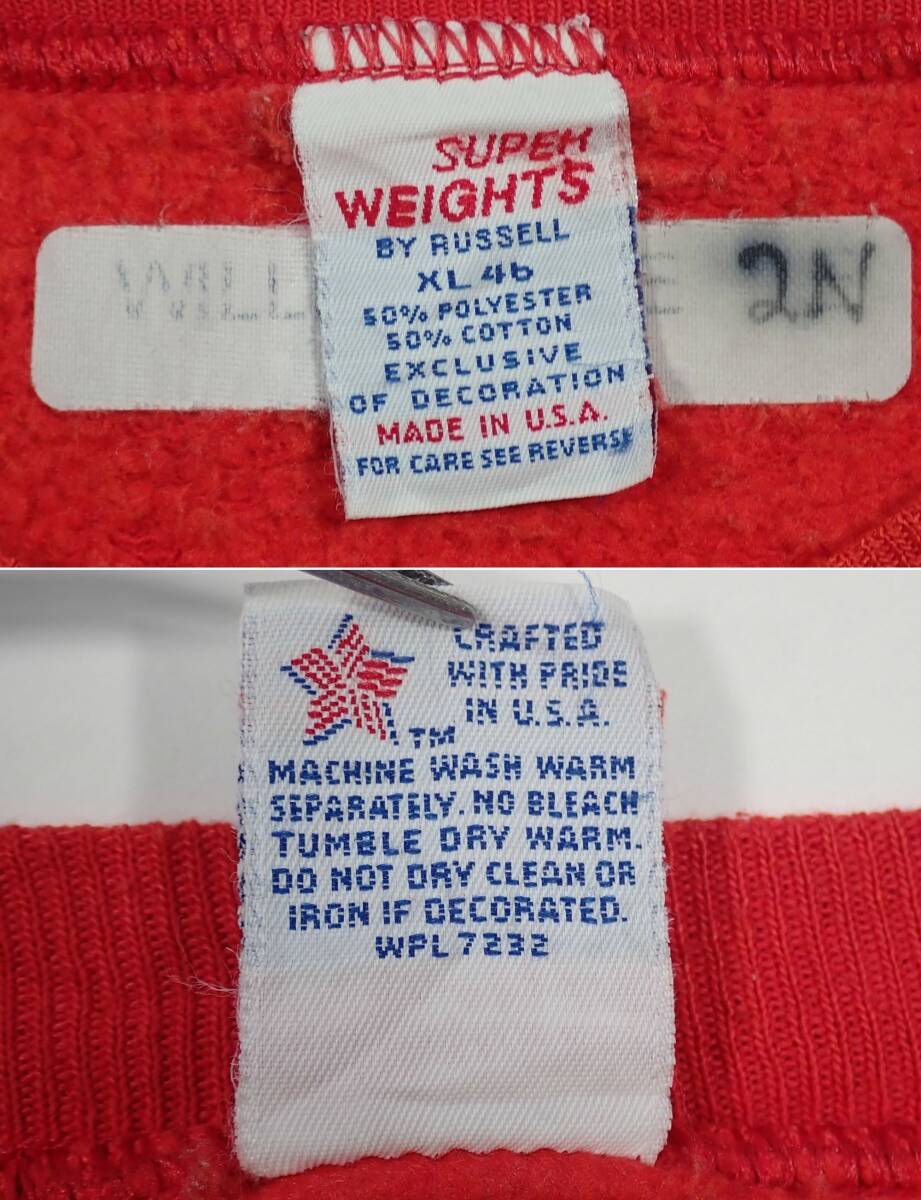 SUPER
WEIGHTS
BY RUSSELL
XL 46
50% POLYESTER
50% COTTON
EXCLUSIVE
OF DECORATION
MADE IN U.S.A.
FOR CARE SEE REVERSE
2N
CRAFTED
WITH PRIDE
IN U.S.A.
TM
MACHINE WASH WARM
SEPARATELY. NO BLEACH
TUMBLE DRY WARM.
DO NOT DRY CLEAN OR
IRON IF DECORATED.
WPL 7232